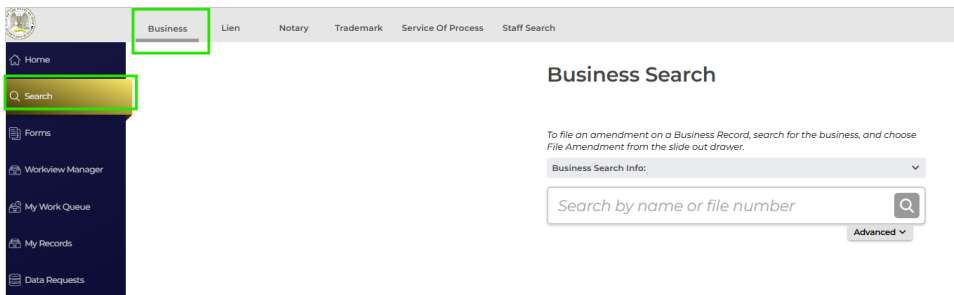 Business Lien Notary Trademark Service Of Process Staff Search
Home
Search
Forms
Workview Manager
My Work Queue
My Records
Data Requests
Business Search
To file an amendment on a Business Record, search for the business, and choose
File Amendment from the slide out drawer.
Business Search Info:
Search by name or file number
Advanced